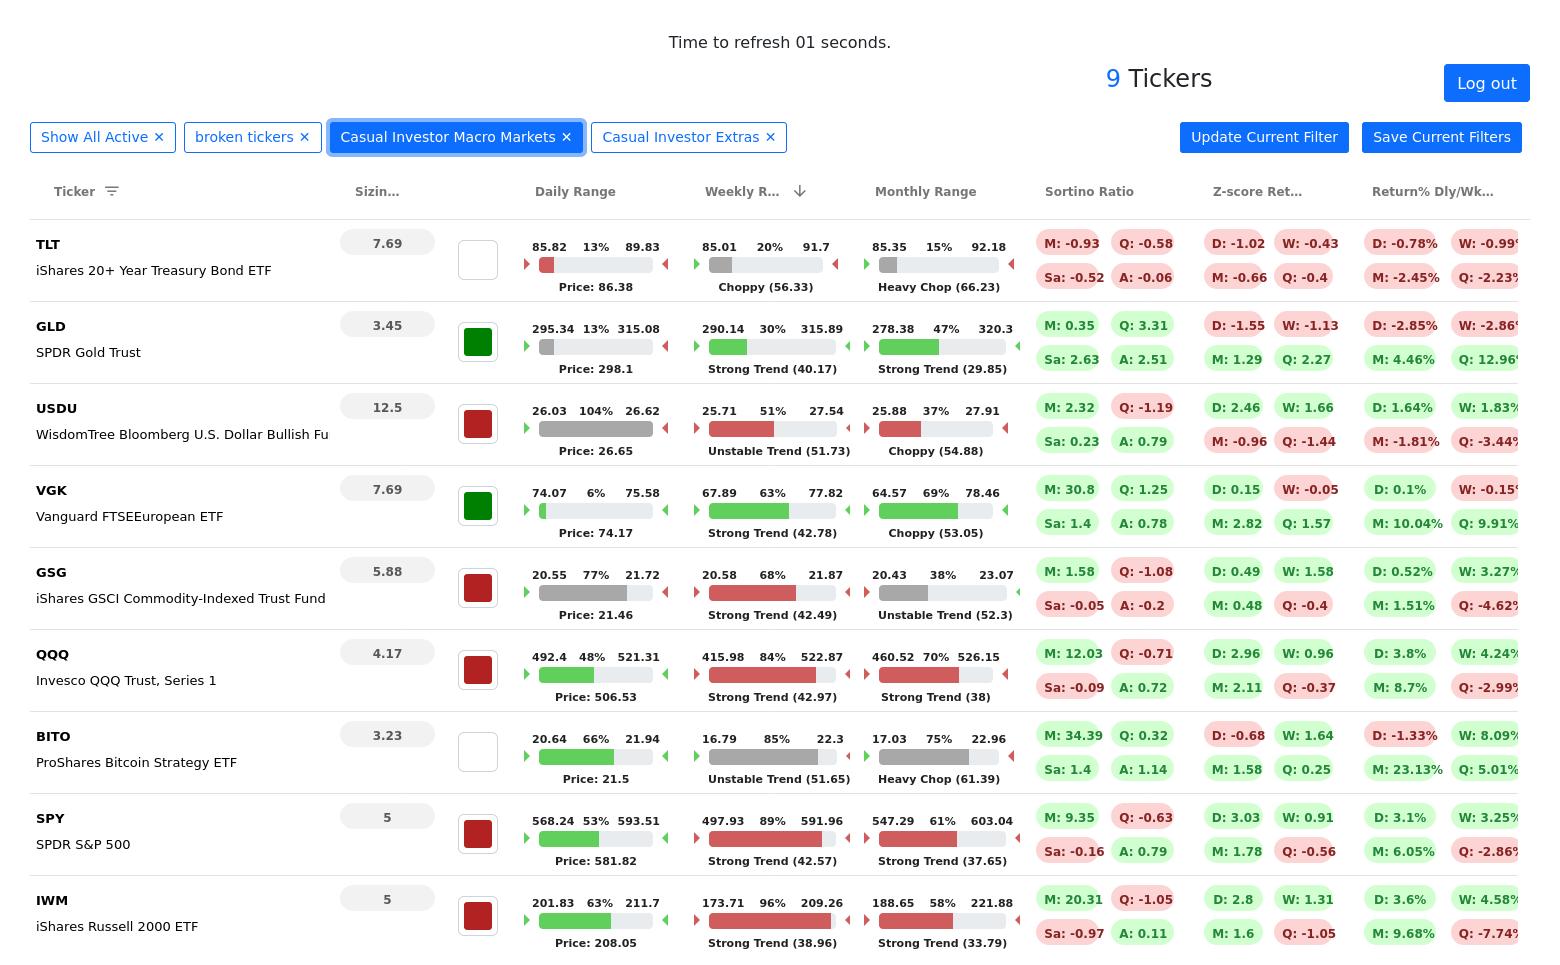 Time to refresh 01 seconds.
9 Tickers
Log out
Show All Active ✕ broken tickers ✕ Casual Investor Macro Markets ✕ Casual Investor Extras ✕ Update Current Filter Save Current Filters
Ticker Sizin... Daily Range Weekly R... Monthly Range Sortino Ratio Z-score Ret... Return% Dly/Wk...
TLT 7.69 85.82 13% 89.83 85.01 20% 91.7 85.35 15% 92.18 M: -0.93 Q: -0.58 D: -1.02 W: -0.43 D: -0.78% W: -0.99%
iShares 20+ Year Treasury Bond ETF Sa: -0.52 A: -0.06 M: -0.66 Q: -0.4 M: -2.45% Q: -2.23%
Price: 86.38 Choppy (56.33) Heavy Chop (66.23)
GLD 3.45 295.34 13% 315.08 290.14 30% 315.89 278.38 47% 320.3 M: 0.35 Q: 3.31 D: -1.55 W: -1.13 D: -2.85% W: -2.86%
SPDR Gold Trust Sa: 2.63 A: 2.51 M: 1.29 Q: 2.27 M: 4.46% Q: 12.96%
Price: 298.1 Strong Trend (40.17) Strong Trend (29.85)
USDU 12.5 26.03 104% 26.62 25.71 51% 27.54 25.88 37% 27.91 M: 2.32 Q: -1.19 D: 2.46 W: 1.66 D: 1.64% W: 1.83%
WisdomTree Bloomberg U.S. Dollar Bullish Fu Sa: 0.23 A: 0.79 M: -0.96 Q: -1.44 M: -1.81% Q: -3.44%
Price: 26.65 Unstable Trend (51.73) Choppy (54.88)
VGK 7.69 74.07 6% 75.58 67.89 63% 77.82 64.57 69% 78.46 M: 30.8 Q: 1.25 D: 0.15 W: -0.05 D: 0.1% W: -0.15%
Vanguard FTSEEuropean ETF Sa: 1.4 A: 0.78 M: 2.82 Q: 1.57 M: 10.04% Q: 9.91%
Price: 74.17 Strong Trend (42.78) Choppy (53.05)
GSG 5.88 20.55 77% 21.72 20.58 68% 21.87 20.43 38% 23.07 M: 1.58 Q: -1.08 D: 0.49 W: 1.58 D: 0.52% W: 3.27%
iShares GSCI Commodity-Indexed Trust Fund Sa: -0.05 A: -0.2 M: 0.48 Q: -0.4 M: 1.51% Q: -4.62%
Price: 21.46 Strong Trend (42.49) Unstable Trend (52.3)
QQQ 4.17 492.4 48% 521.31 415.98 84% 522.87 460.52 70% 526.15 M: 12.03 Q: -0.71 D: 2.96 W: 0.96 D: 3.8% W: 4.24%
Invesco QQQ Trust, Series 1 Sa: -0.09 A: 0.72 M: 2.11 Q: -0.37 M: 8.7% Q: -2.99%
Price: 506.53 Strong Trend (42.97) Strong Trend (38)
BITO 3.23 20.64 66% 21.94 16.79 85% 22.3 17.03 75% 22.96 M: 34.39 Q: 0.32 D: -0.68 W: 1.64 D: -1.33% W: 8.09%
ProShares Bitcoin Strategy ETF Sa: 1.4 A: 1.14 M: 1.58 Q: 0.25 M: 23.13% Q: 5.01%
Price: 21.5 Unstable Trend (51.65) Heavy Chop (61.39)
SPY 5 568.24 53% 593.51 497.93 89% 591.96 547.29 61% 603.04 M: 9.35 Q: -0.63 D: 3.03 W: 0.91 D: 3.1% W: 3.25%
SPDR S&P 500 Sa: -0.16 A: 0.79 M: 1.78 Q: -0.56 M: 6.05% Q: -2.86%
Price: 581.82 Strong Trend (42.57) Strong Trend (37.65)
IWM 5 201.83 63% 211.7 173.71 96% 209.26 188.65 58% 221.88 M: 20.31 Q: -1.05 D: 2.8 W: 1.31 D: 3.6% W: 4.58%
iShares Russell 2000 ETF Sa: -0.97 A: 0.11 M: 1.6 Q: -1.05 M: 9.68% Q: -7.74%
Price: 208.05 Strong Trend (38.96) Strong Trend (33.79)